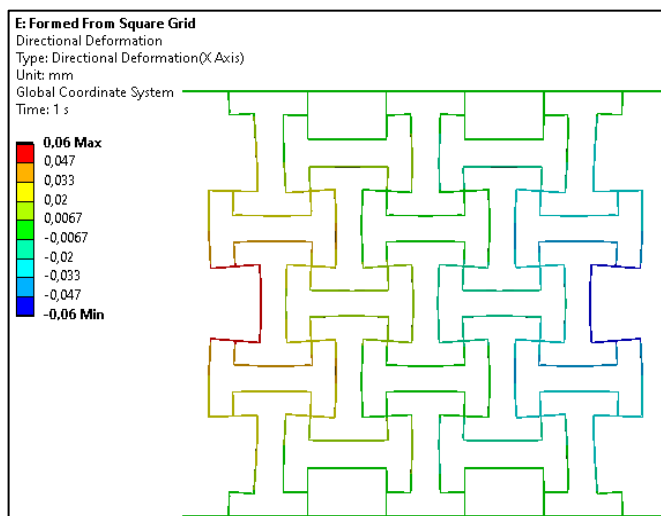 E: Formed From Square Grid
Directional Deformation
Type: Directional Deformation(X Axis)
Unit: mm
Global Coordinate System
Time: 1 s
0,06 Max
0,047
0,033
0,02
0,0067
-0,0067
-0,02
-0,033
-0,047
-0,06 Min